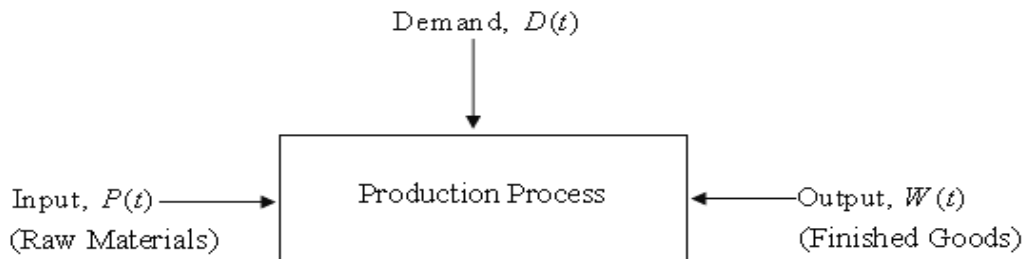 Demand, D(t)
Production Process
Input, P(t)
(Raw Materials)
Output, W(t)
(Finished Goods)